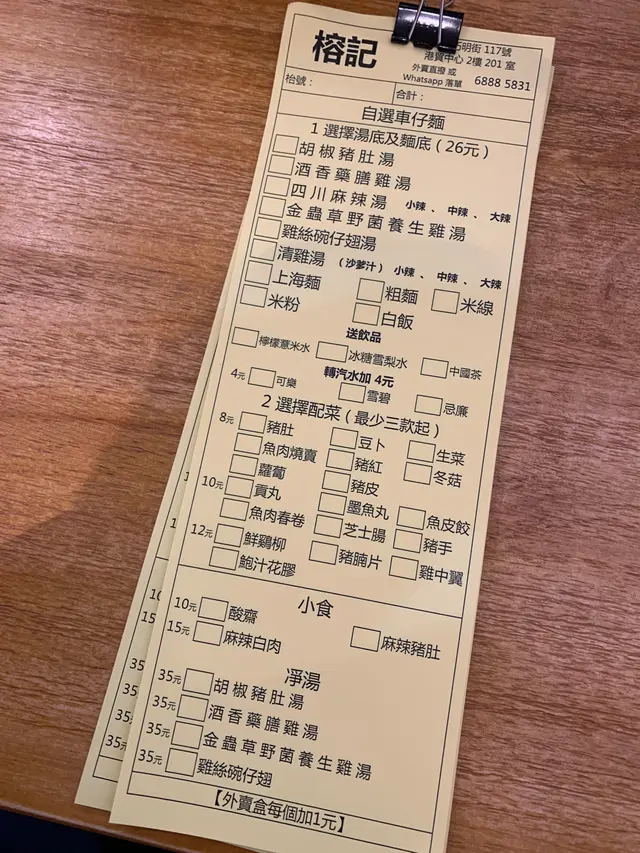 榕記
明街 117號
港貿中心 2樓 201 室
外賣直撥 或
Whatsapp 落單 6888 5831
枱號： 合計：
自選車仔麵
1 選擇湯底及麵底（26元）
胡椒豬肚湯
酒香藥膳雞湯
四川麻辣湯 小辣、中辣、大辣
金蟲草野菌養生雞湯
雞絲碗仔翅湯
清雞湯 （沙爹汁） 小辣、中辣、大辣
上海麵 粗麵 米線
米粉 白飯
送飲品
檸檬薏米水 冰糖雪梨水 中國茶
轉汽水加 4元
4元 可樂 雪碧 忌廉
2 選擇配菜（最少三款起）
8元 豬肚 豆卜 生菜
魚肉燒賣 豬紅 冬菇
蘿蔔 豬皮
10元 貢丸 墨魚丸 魚皮餃
魚肉春卷 芝士腸 豬手
12元 鮮鷄柳 豬腩片 雞中翼
鮑汁花膠
小食
10元 酸齋
15元 麻辣白肉 麻辣豬肚
淨湯
35元 胡椒豬肚湯
35元 酒香藥膳雞湯
35元 金蟲草野菌養生雞湯
35元 雞絲碗仔翅
【外賣盒每個加1元】